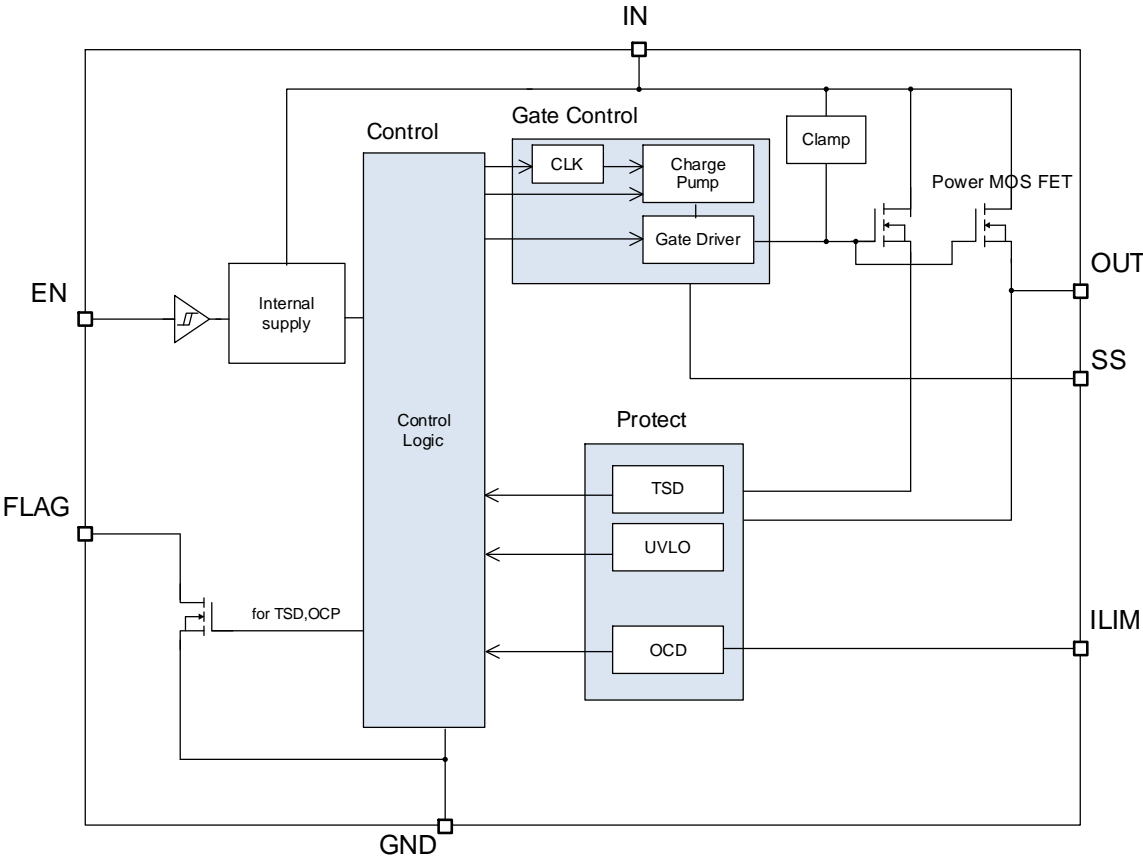 IN
Gate Control
Control
CLK
Charge
Pump
Clamp
Power MOS FET
Gate Driver
OUT
EN
Internal
supply
SS
Control
Logic
Protect
TSD
FLAG
UVLO
for TSD,OCP
ILIM
OCD
GND